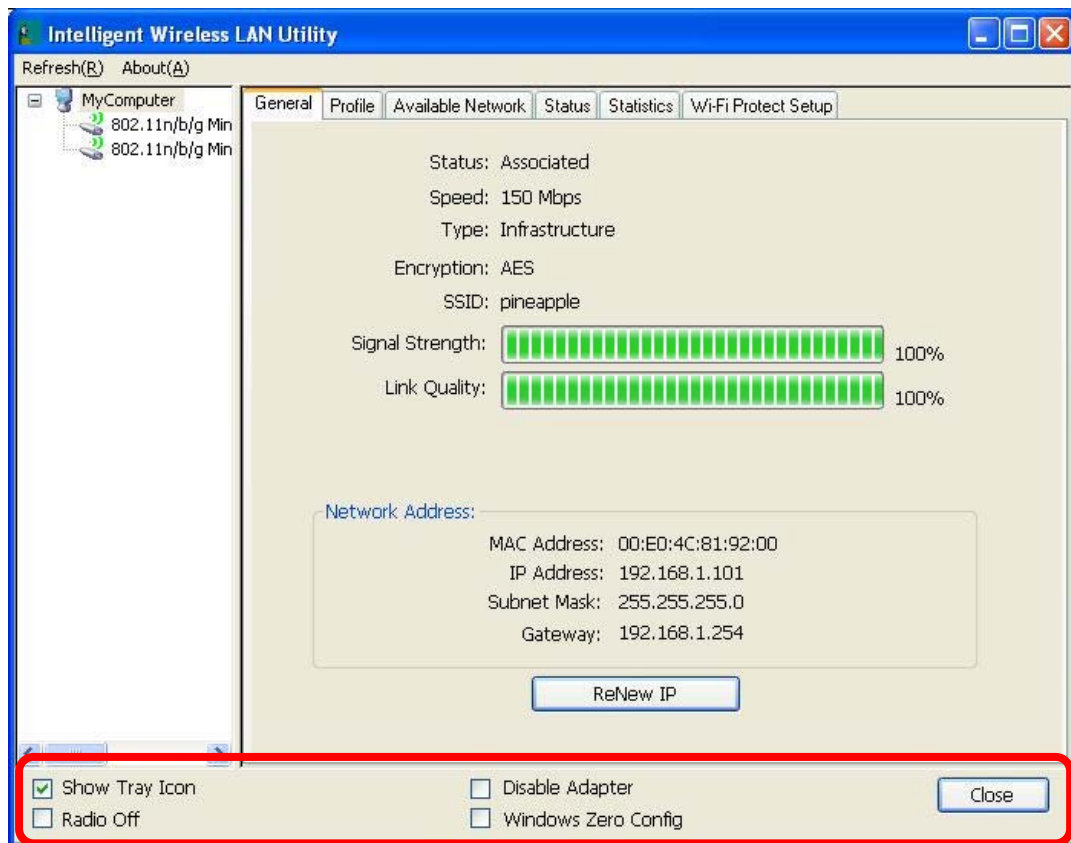 Intelligent Wireless LAN Utility
Refresh(R) About(A)
MyComputer
802.11n/b/g Min
802.11n/b/g Min
General Profile Available Network Status Statistics Wi-Fi Protect Setup
Status: Associated
Speed: 150 Mbps
Type: Infrastructure
Encryption: AES
SSID: pineapple
Signal Strength: 100%
Link Quality: 100%
Network Address:
MAC Address: 00:E0:4C:81:92:00
IP Address: 192.168.1.101
Subnet Mask: 255.255.255.0
Gateway: 192.168.1.254
ReNew IP
Show Tray Icon Disable Adapter
Radio Off Windows Zero Config
Close